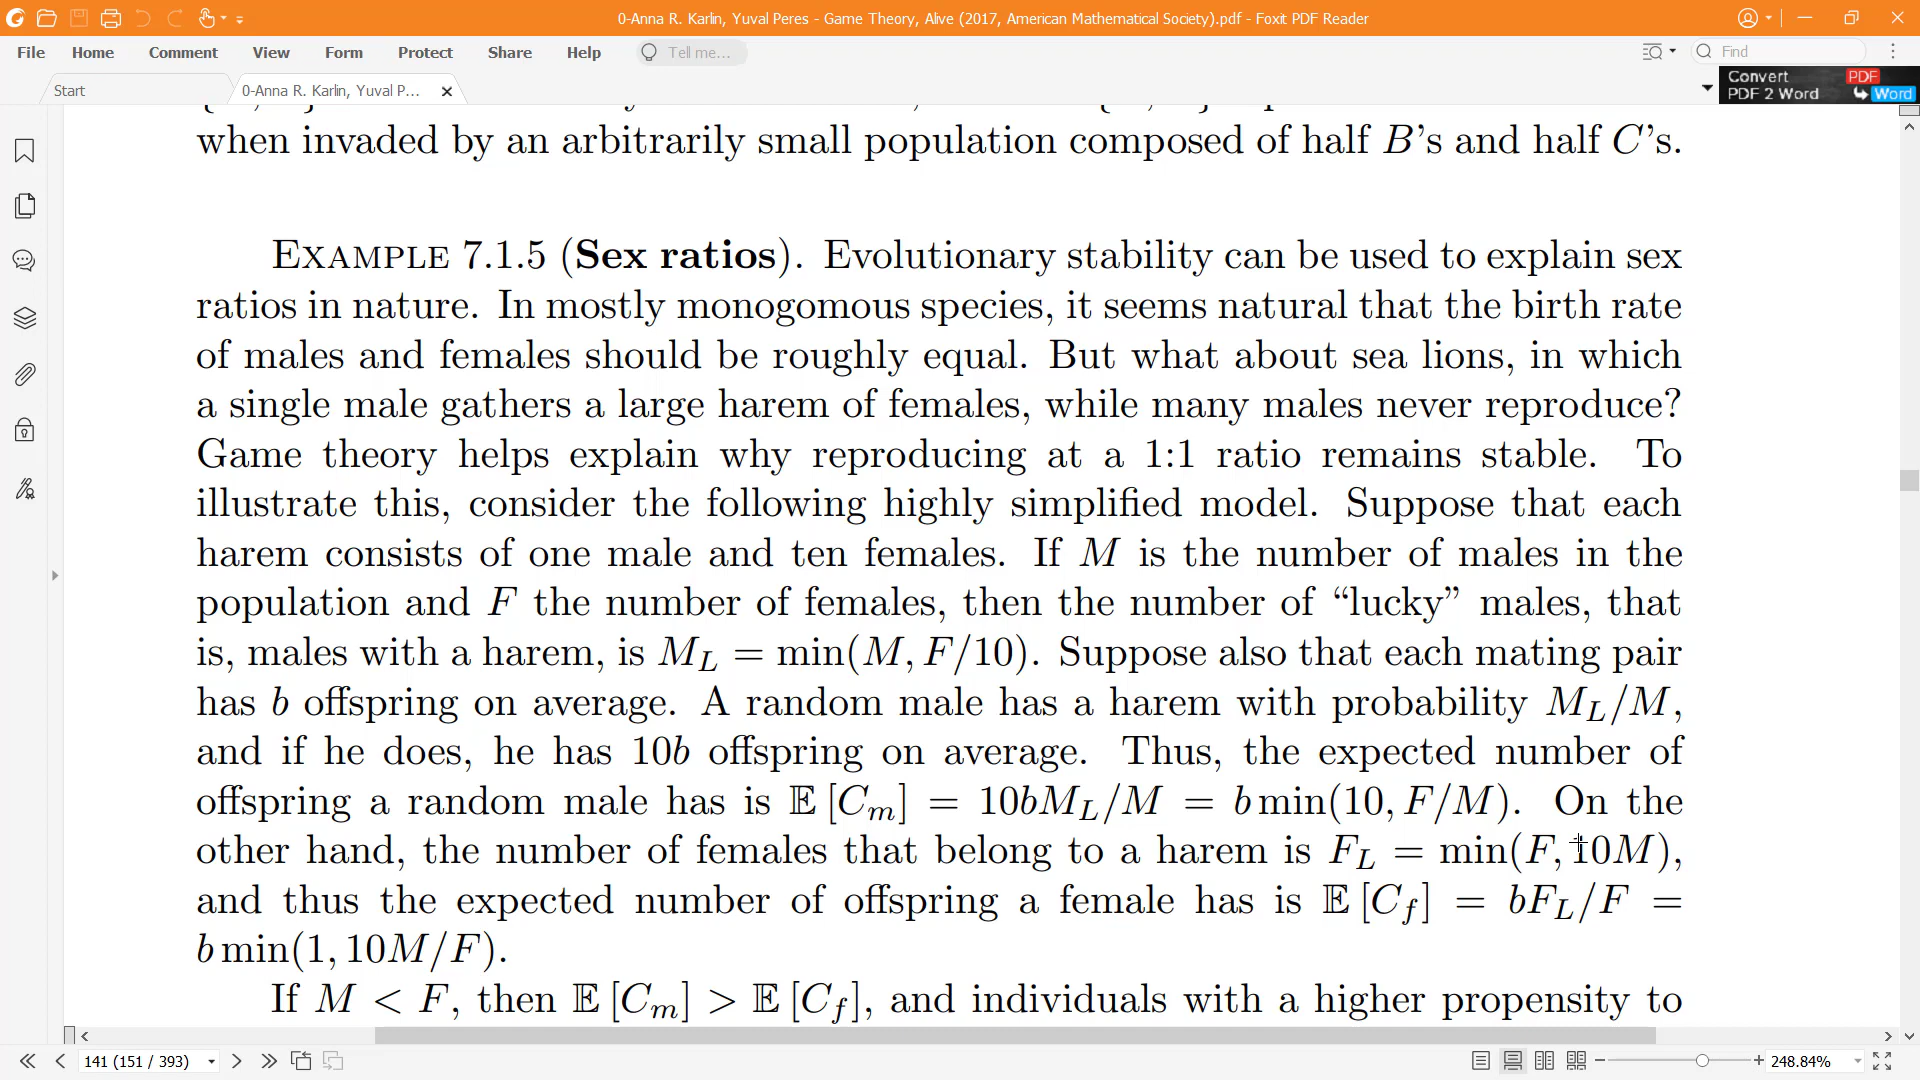 0-Anna R. Karlin, Yuval Peres - Game Theory, Alive (2017, American Mathematical Society).pdf - Foxit PDF Reader
File Home Comment View Form Protect Share Help Tell me... Find
Start 0-Anna R. Karlin, Yuval P... Convert PDF
PDF 2 Word Word
when invaded by an arbitrarily small population composed of half B's and half C's.
EXAMPLE 7.1.5 (Sex ratios). Evolutionary stability can be used to explain sex
ratios in nature. In mostly monogomous species, it seems natural that the birth rate
of males and females should be roughly equal. But what about sea lions, in which
a single male gathers a large harem of females, while many males never reproduce?
Game theory helps explain why reproducing at a 1:1 ratio remains stable. To
illustrate this, consider the following highly simplified model. Suppose that each
harem consists of one male and ten females. If M is the number of males in the
population and F the number of females, then the number of “lucky” males, that
is, males with a harem, is M_L = min(M, F/10). Suppose also that each mating pair
has b offspring on average. A random male has a harem with probability M_L/M,
and if he does, he has 10b offspring on average. Thus, the expected number of
offspring a random male has is 𝔼[C_m] = 10bM_L/M = b min(10, F/M). On the
other hand, the number of females that belong to a harem is F_L = min(F, 10M),
and thus the expected number of offspring a female has is 𝔼[C_f] = bF_L/F =
b min(1, 10M/F).
If M < F, then 𝔼[C_m] > 𝔼[C_f], and individuals with a higher propensity to
141 (151 / 393) 248.84%